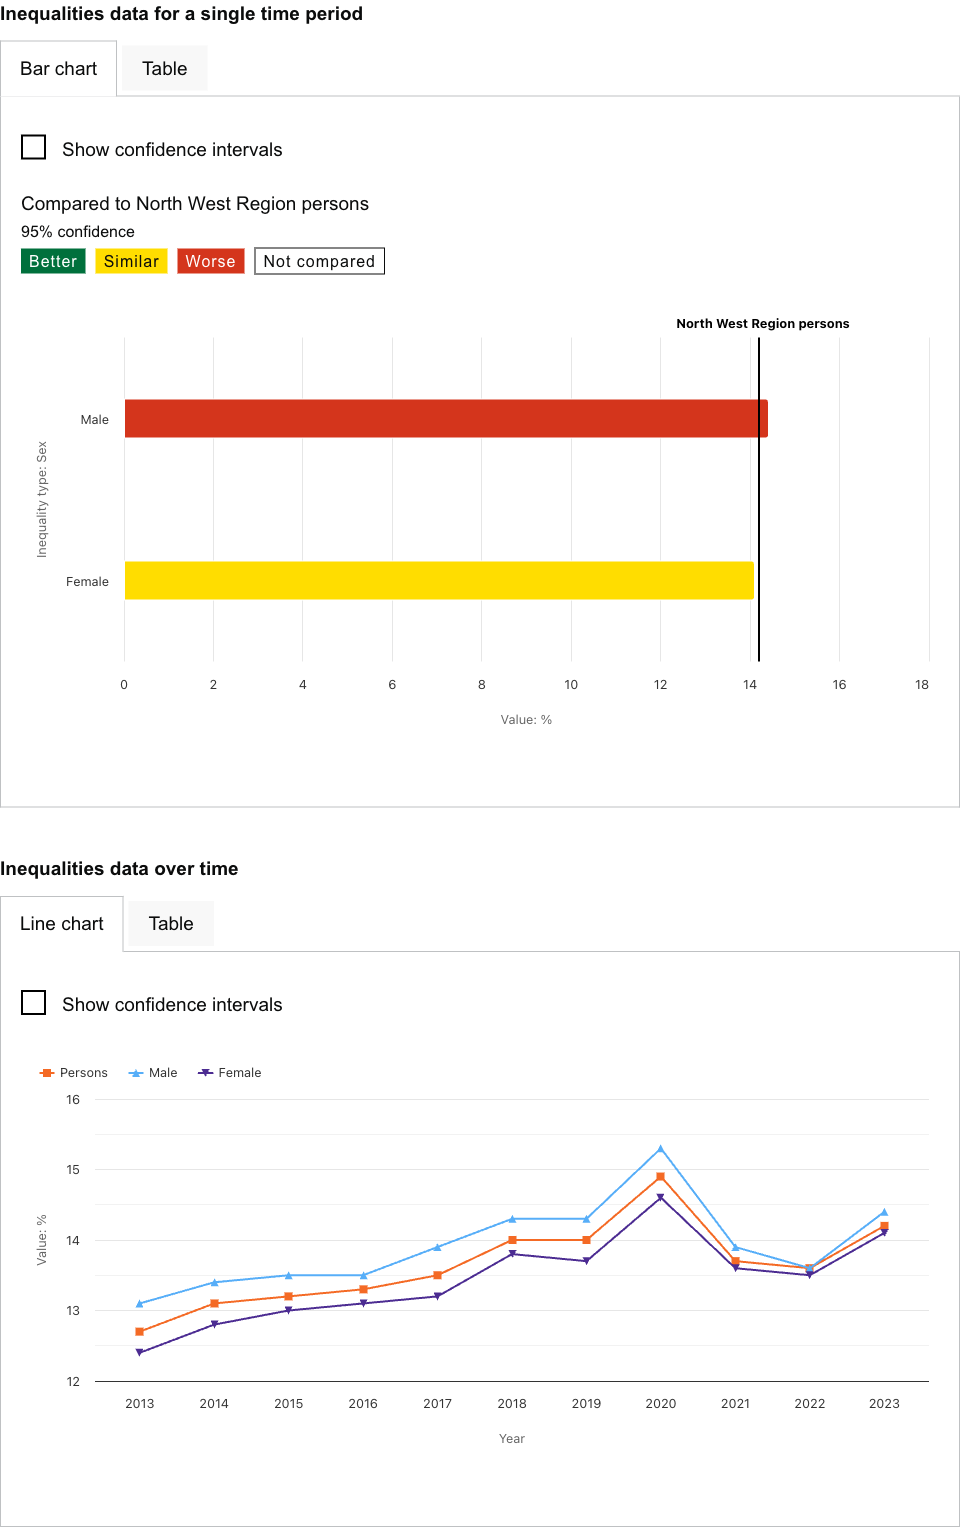 Inequalities data for a single time period
Bar chart
Table
Show confidence intervals
Compared to North West Region persons
95% confidence
Better Similar Worse Not compared
North West Region persons
Male
Inequality type: Sex
Female
0 2 4 6 8 10 12 14 16 18
Value: %
Inequalities data over time
Line chart
Table
Show confidence intervals
Persons Male Female
16
15
14
Value: %
13
12
2013 2014 2015 2016 2017 2018 2019 2020 2021 2022 2023
Year